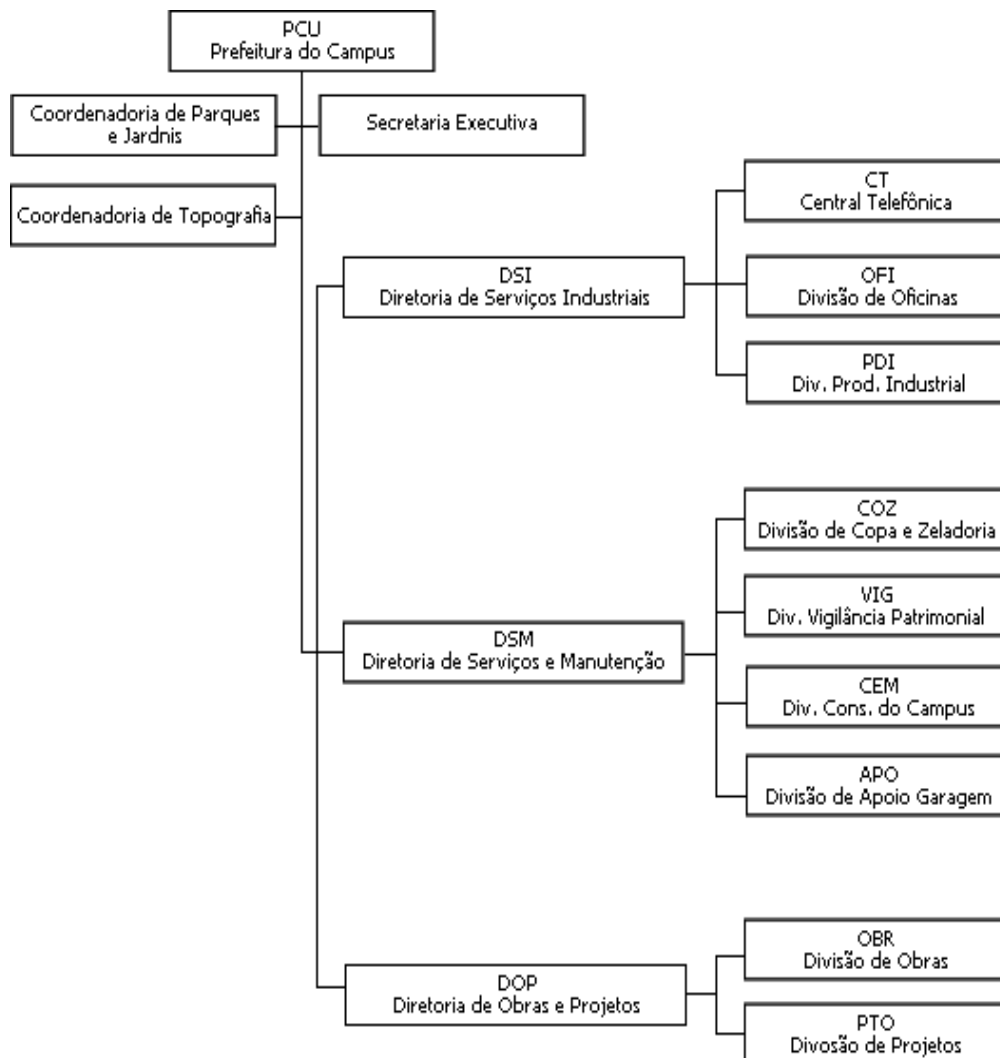 PCU
Prefeitura do Campus
Coordenadoria de Parques
e Jardnis
Secretaria Executiva
Coordenadoria de Topografia
CT
Central Telefônica
DSI
Diretoria de Serviços Industriais
OFI
Divisão de Oficinas
PDI
Div. Prod. Industrial
COZ
Divisão de Copa e Zeladoria
VIG
Div. Vigilância Patrimonial
DSM
Diretoria de Serviços e Manutenção
CEM
Div. Cons. do Campus
APO
Divisão de Apoio Garagem
OBR
Divisão de Obras
DOP
Diretoria de Obras e Projetos
PTO
Divosão de Projetos